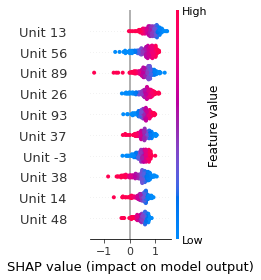 High
Unit 13
Unit 56
Unit 89
Unit 26
Unit 93
Unit 37
Unit -3
Unit 38
Unit 14
Unit 48
Feature value
Low
−1 0 1
SHAP value (impact on model output)